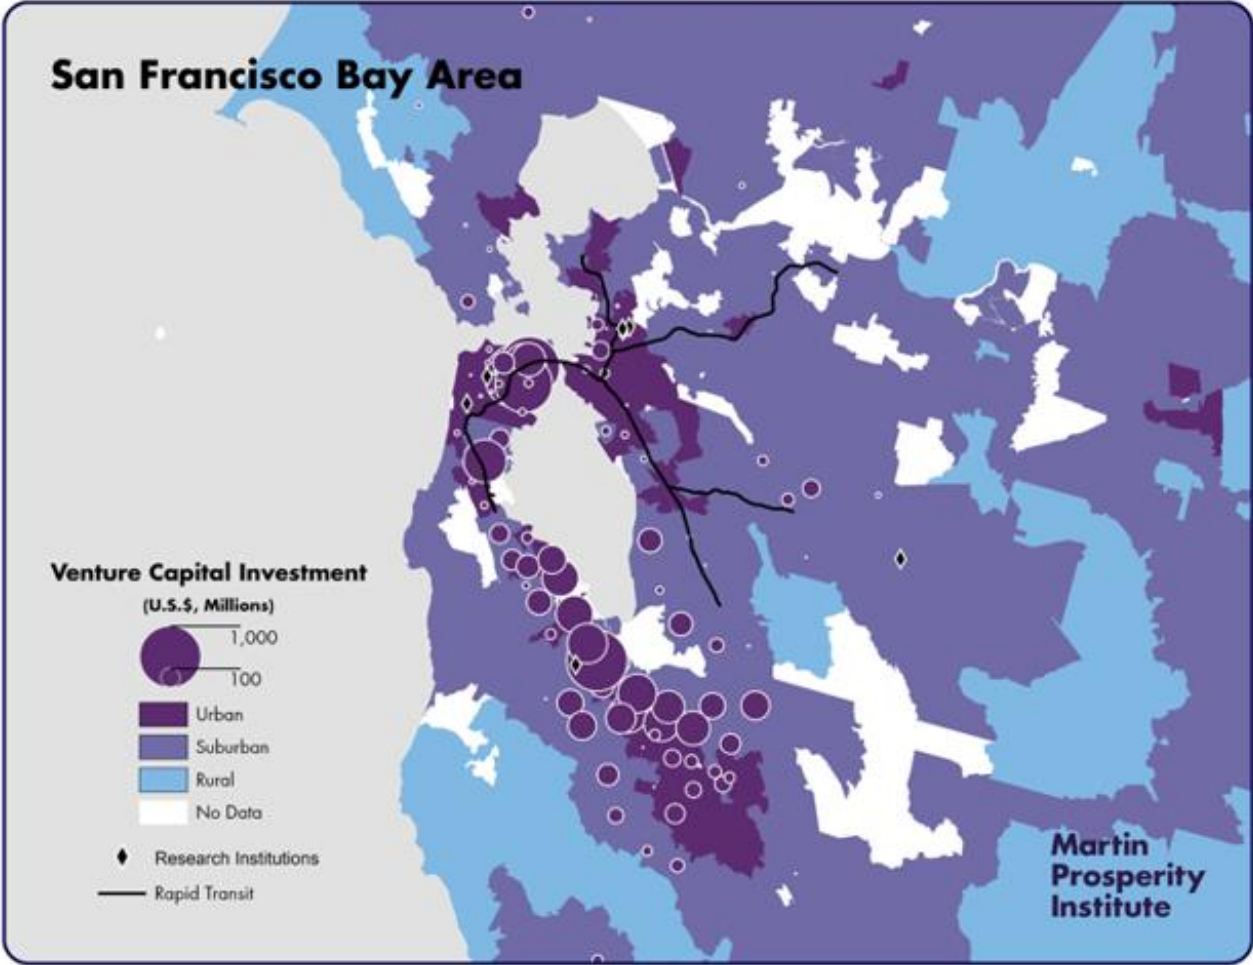 San Francisco Bay Area
Venture Capital Investment
(U.S.$, Millions)
1,000
100
Urban
Suburban
Rural
No Data
Research Institutions
Rapid Transit
Martin
Prosperity
Institute